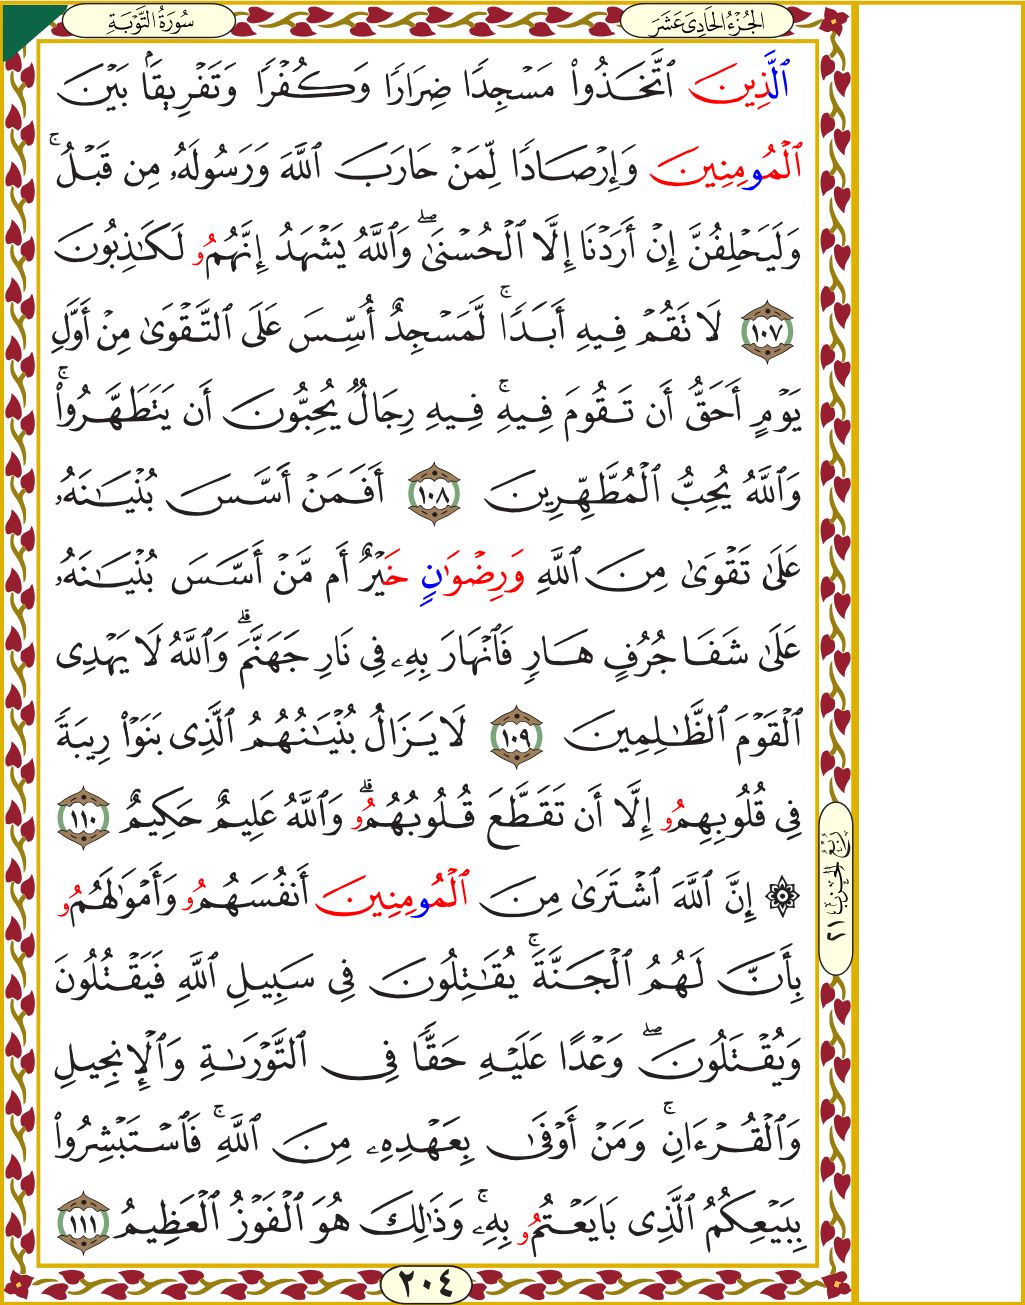 سُورَةُ التَّوْبَةِ
الجُزْءُ الحَادِىَ عَشَرَ
ٱلَّذِينَ ٱتَّخَذُواْ مَسْجِدًا ضِرَارًا وَكُفْرًا وَتَفْرِيقًۢا بَيْنَ
ٱلْمُومِنِينَ وَإِرْصَادًا لِّمَنْ حَارَبَ ٱللَّهَ وَرَسُولَهُۥ مِن قَبْلُۚ
وَلَيَحْلِفُنَّ إِنْ أَرَدْنَا إِلَّا ٱلْحُسْنَىٰۖ وَٱللَّهُ يَشْهَدُ إِنَّهُمُو لَكَٰذِبُونَ
١٠٧ لَا تَقُمْ فِيهِ أَبَدًاۚ لَّمَسْجِدٌ أُسِّسَ عَلَى ٱلتَّقْوَىٰ مِنْ أَوَّلِ
يَوْمٍ أَحَقُّ أَن تَقُومَ فِيهِۚ فِيهِ رِجَالٌ يُحِبُّونَ أَن يَتَطَهَّرُواْۚ
وَٱللَّهُ يُحِبُّ ٱلْمُطَّهِّرِينَ ١٠٨ أَفَمَنْ أَسَّسَ بُنْيَٰنَهُۥ
عَلَىٰ تَقْوَىٰ مِنَ ٱللَّهِ وَرِضْوَٰنٍ خَيْرٌ أَم مَّنْ أَسَّسَ بُنْيَٰنَهُۥ
عَلَىٰ شَفَا جُرُفٍ هَارٍ فَٱنْهَارَ بِهِۦ فِى نَارِ جَهَنَّمَۗ وَٱللَّهُ لَا يَهْدِى
ٱلْقَوْمَ ٱلظَّٰلِمِينَ ١٠٩ لَا يَزَالُ بُنْيَٰنُهُمُ ٱلَّذِى بَنَوْاْ رِيبَةً
فِى قُلُوبِهِمُو إِلَّا أَن تَقَطَّعَ قُلُوبُهُمُوۗ وَٱللَّهُ عَلِيمٌ حَكِيمٌ ١١٠
۞ إِنَّ ٱللَّهَ ٱشْتَرَىٰ مِنَ ٱلْمُومِنِينَ أَنفُسَهُمُو وَأَمْوَٰلَهُمُو
بِأَنَّ لَهُمُ ٱلْجَنَّةَۚ يُقَٰتِلُونَ فِى سَبِيلِ ٱللَّهِ فَيَقْتُلُونَ
وَيُقْتَلُونَۖ وَعْدًا عَلَيْهِ حَقًّا فِى ٱلتَّوْرَىٰةِ وَٱلْإِنجِيلِ
وَٱلْقُرْءَانِۚ وَمَنْ أَوْفَىٰ بِعَهْدِهِۦ مِنَ ٱللَّهِۚ فَٱسْتَبْشِرُواْ
بِبَيْعِكُمُ ٱلَّذِى بَايَعْتُمُو بِهِۦۚ وَذَٰلِكَ هُوَ ٱلْفَوْزُ ٱلْعَظِيمُ ١١١
رُبْعُ الحِزْبِ ٢١
٢٠٤